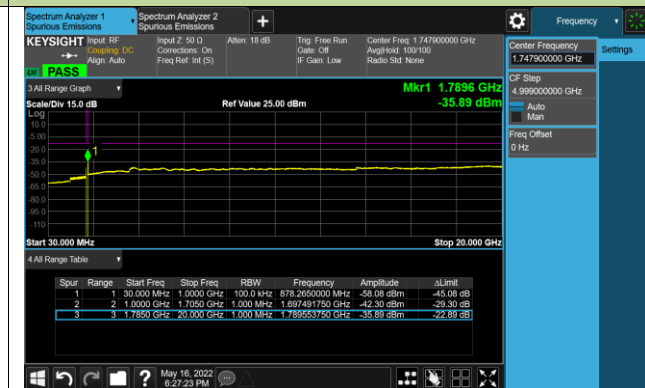 Spectrum Analyzer 1
Spurious Emissions
Spectrum Analyzer 2
Spurious Emissions
+
Frequency
KEYSIGHT
Input: RF
Coupling: DC
Align: Auto
Input Z: 50 Ω
Corrections: On
Freq Ref: Int (S)
Atten: 18 dB
Trig: Free Run
Gate: Off
IF Gain: Low
Center Freq: 1.747900000 GHz
Avg|Hold: 100/100
Radio Std: None
PASS
Center Frequency
1.747900000 GHz
Settings
CF Step
4.999000000 GHz
Auto
Man
Freq Offset
0 Hz
3 All Range Graph
Mkr1 1.7896 GHz
-35.89 dBm
Scale/Div 15.0 dB
Ref Value 25.00 dBm
Log
10.0
-5.00
-20.0
-35.0
-50.0
-65.0
-80.0
-95.0
-110
1
Start 30.000 MHz
Stop 20.000 GHz
4 All Range Table
Spur Range Start Freq Stop Freq RBW Frequency Amplitude ΔLimit
1 1 30.000 MHz 1.0000 GHz 100.0 kHz 878.2650000 MHz -58.08 dBm -45.08 dB
2 2 1.0000 GHz 1.7050 GHz 1.000 MHz 1.697491750 GHz -42.30 dBm -29.30 dB
3 3 1.7850 GHz 20.000 GHz 1.000 MHz 1.789553750 GHz -35.89 dBm -22.89 dB
?
May 16, 2022
6:27:23 PM